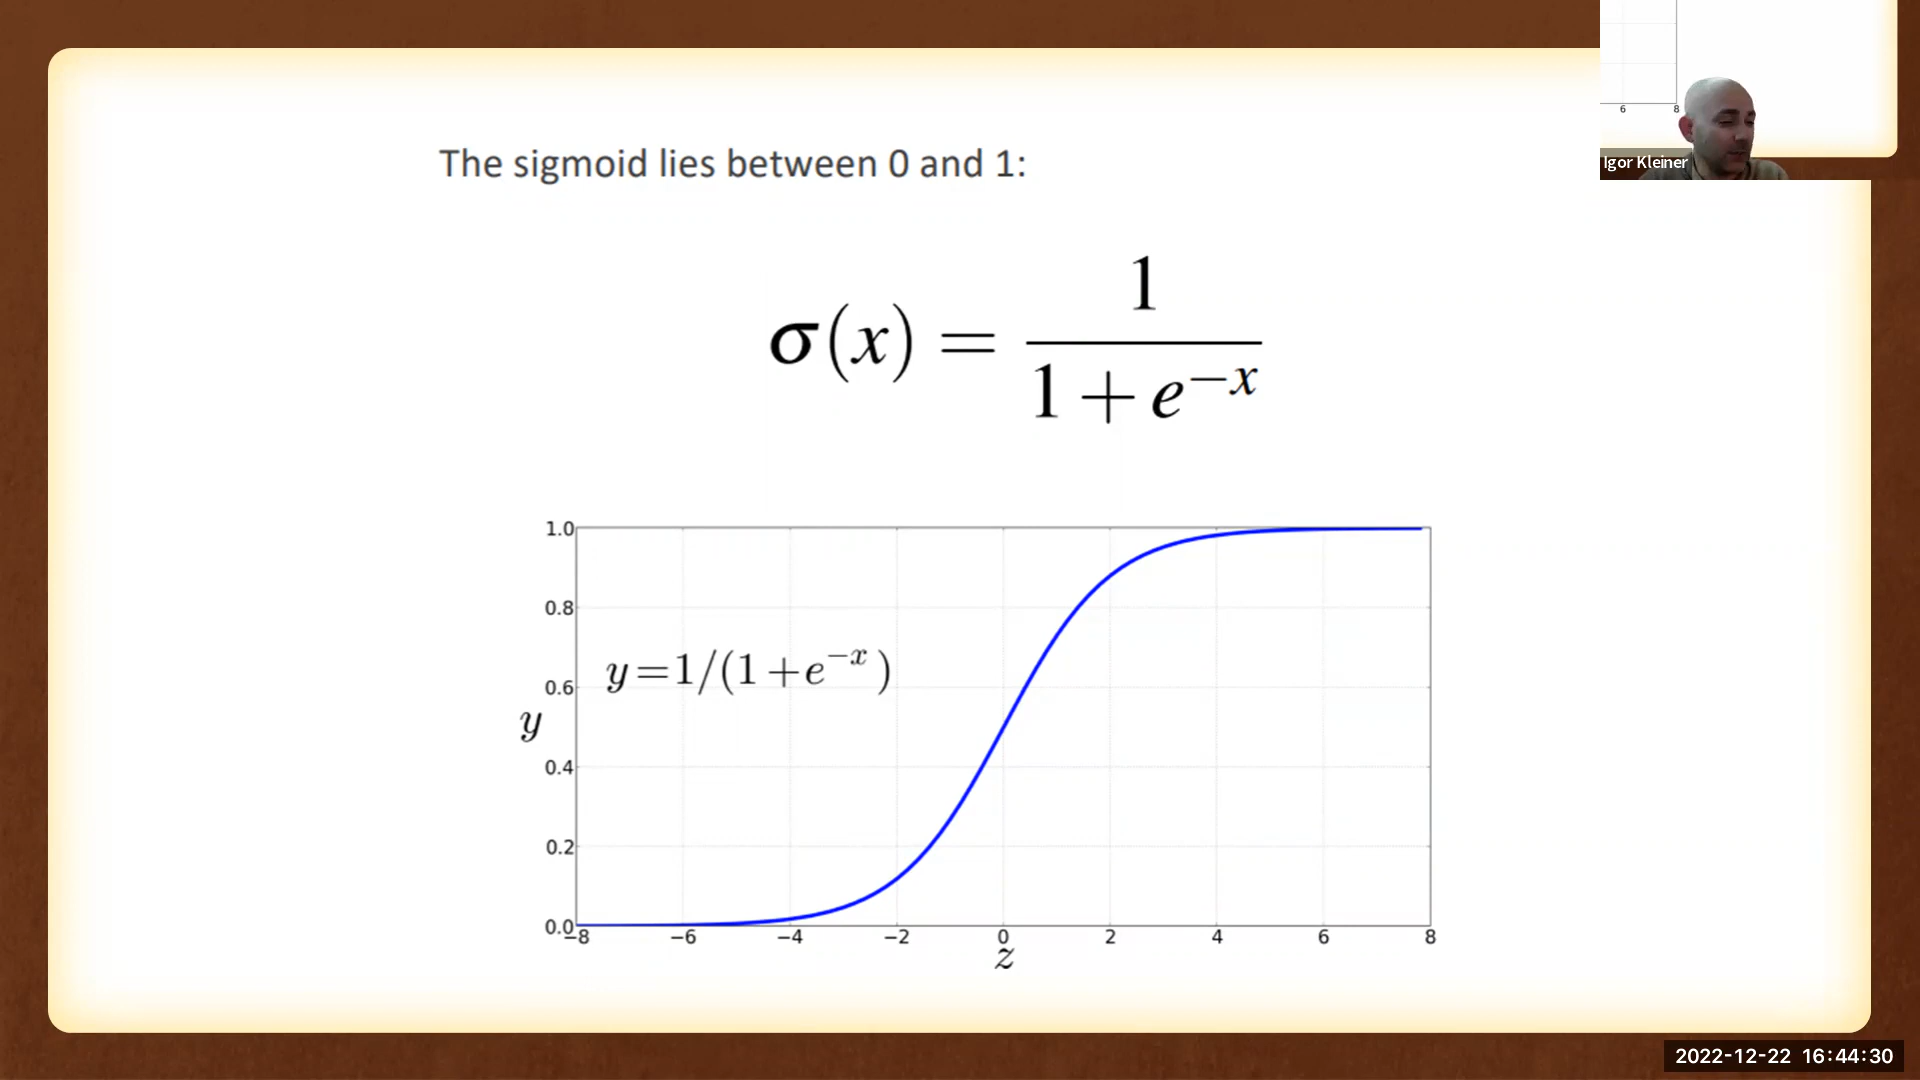 6 8
Igor Kleiner
The sigmoid lies between 0 and 1:
σ(x) = 1 / (1 + e^{−x})
1.0
0.8
y=1/(1+e^{−x})
0.6
y
0.4
0.2
0.0
−8 −6 −4 −2 0 2 4 6 8
z
2022-12-22 16:44:30